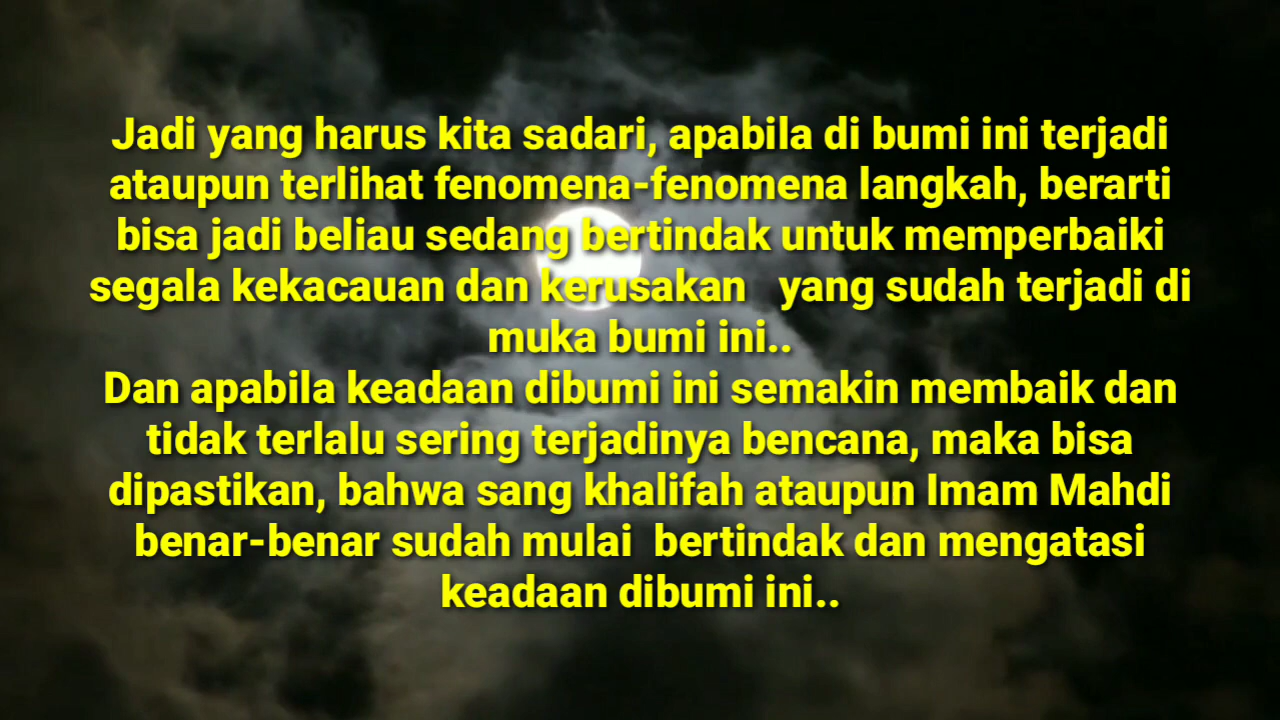 Jadi yang harus kita sadari, apabila di bumi ini terjadi
ataupun terlihat fenomena-fenomena langkah, berarti
bisa jadi beliau sedang bertindak untuk memperbaiki
segala kekacauan dan kerusakan   yang sudah terjadi di
muka bumi ini..
Dan apabila keadaan dibumi ini semakin membaik dan
tidak terlalu sering terjadinya bencana, maka bisa
dipastikan, bahwa sang khalifah ataupun Imam Mahdi
benar-benar sudah mulai  bertindak dan mengatasi
keadaan dibumi ini..